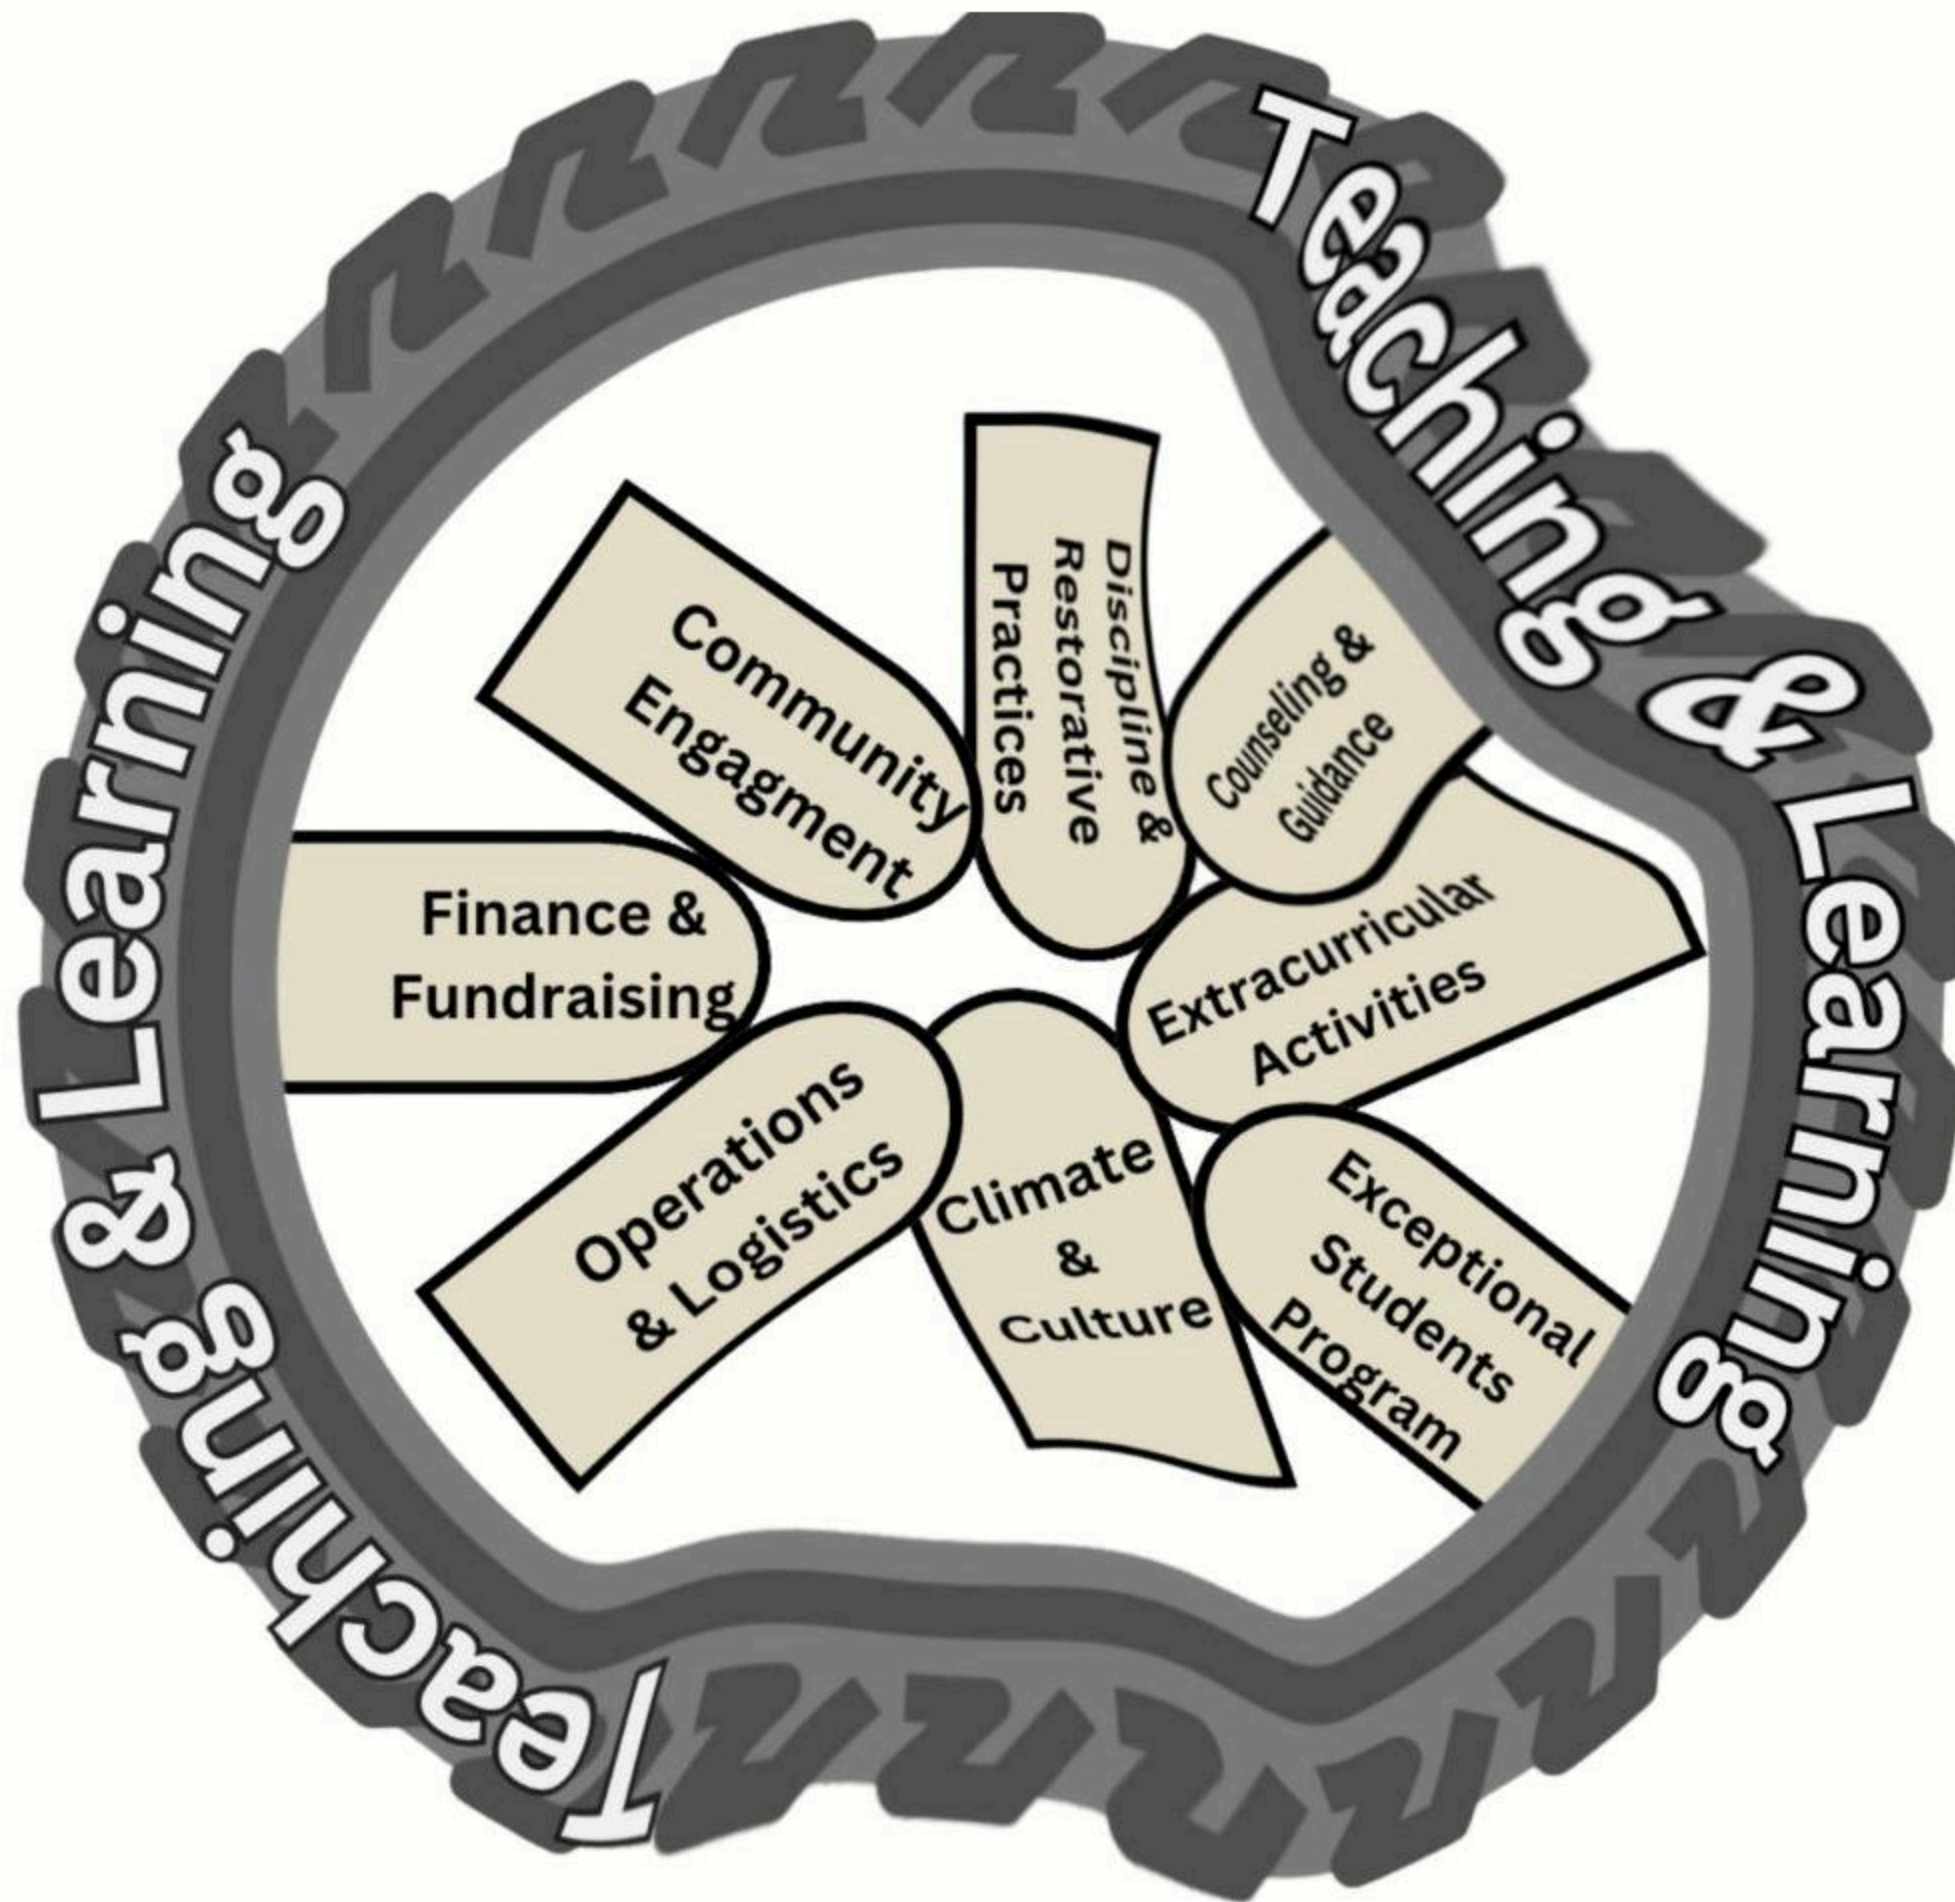 Teaching & Learning
Discipline &
Restorative
Practices
Counseling &
Guidance
Extracurricular
Activities
Exceptional
Students
Program
Climate
&
Culture
Operations
& Logistics
Finance &
Fundraising
Community
Engagment
Teaching & Learning